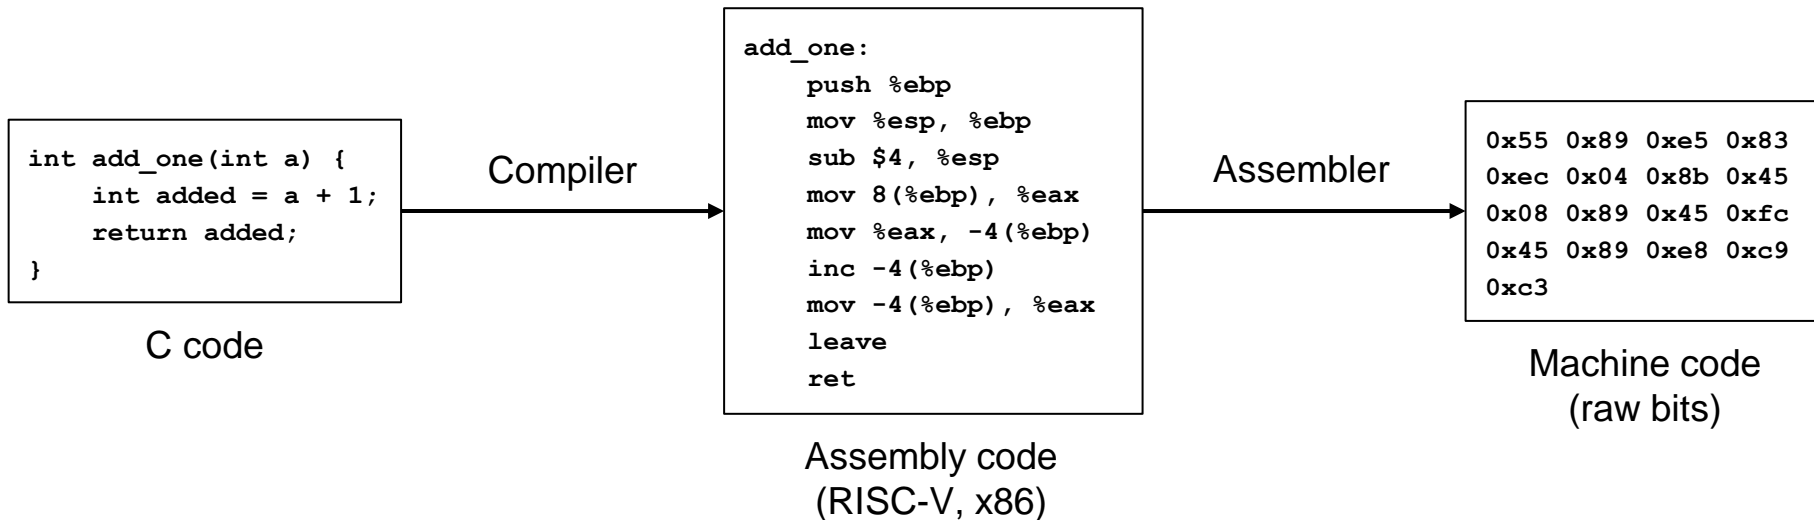 int add_one(int a) {
    int added = a + 1;
    return added;
}
C code
Compiler
add_one:
    push %ebp
    mov %esp, %ebp
    sub $4, %esp
    mov 8(%ebp), %eax
    mov %eax, -4(%ebp)
    inc -4(%ebp)
    mov -4(%ebp), %eax
    leave
    ret
Assembly code
(RISC-V, x86)
Assembler
0x55 0x89 0xe5 0x83
0xec 0x04 0x8b 0x45
0x08 0x89 0x45 0xfc
0x45 0x89 0xe8 0xc9
0xc3
Machine code
(raw bits)